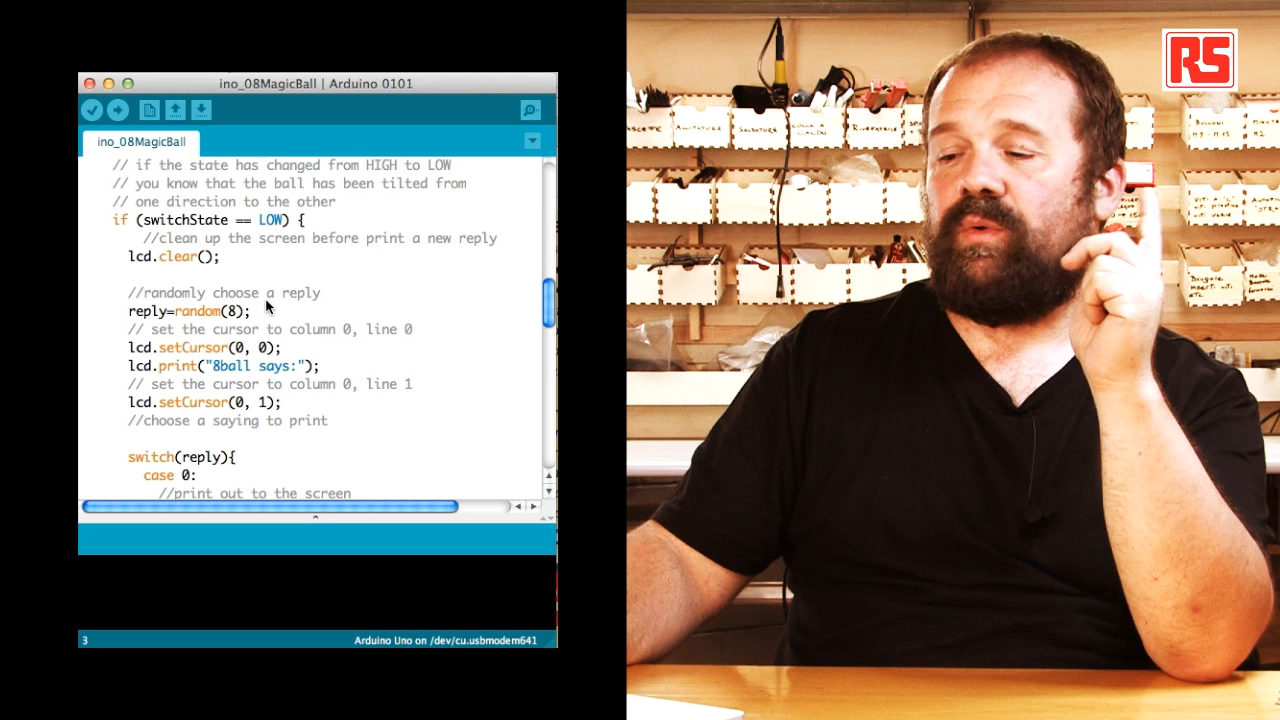 ino_08MagicBall | Arduino 0101
ino_08MagicBall
// if the state has changed from HIGH to LOW
// you know that the ball has been tilted from
// one direction to the other
if (switchState == LOW) {
//clean up the screen before print a new reply
lcd.clear();
//randomly choose a reply
reply=random(8);
// set the cursor to column 0, line 0
lcd.setCursor(0, 0);
lcd.print("8ball says:");
// set the cursor to column 0, line 1
lcd.setCursor(0, 1);
//choose a saying to print
switch(reply){
case 0:
//print out to the screen
3
Arduino Uno on /dev/cu.usbmodem641
RS